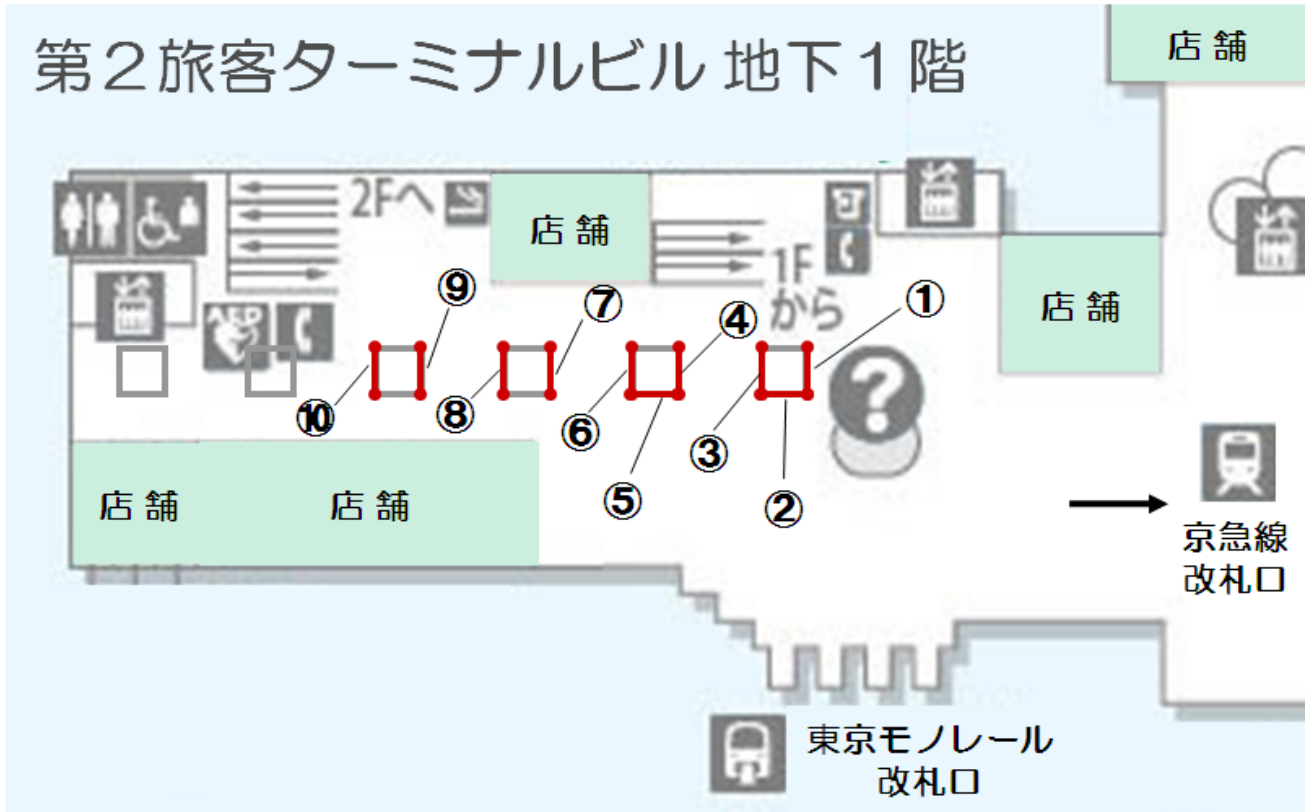 第２旅客ターミナルビル 地下１階
店 舗
2Fへ
店 舗
1F
から
店 舗
AED
⑨
⑦
④
①
⑩
⑧
⑥
③
⑤
②
?
店 舗
店 舗
京急線
改札口
東京モノレール
改札口